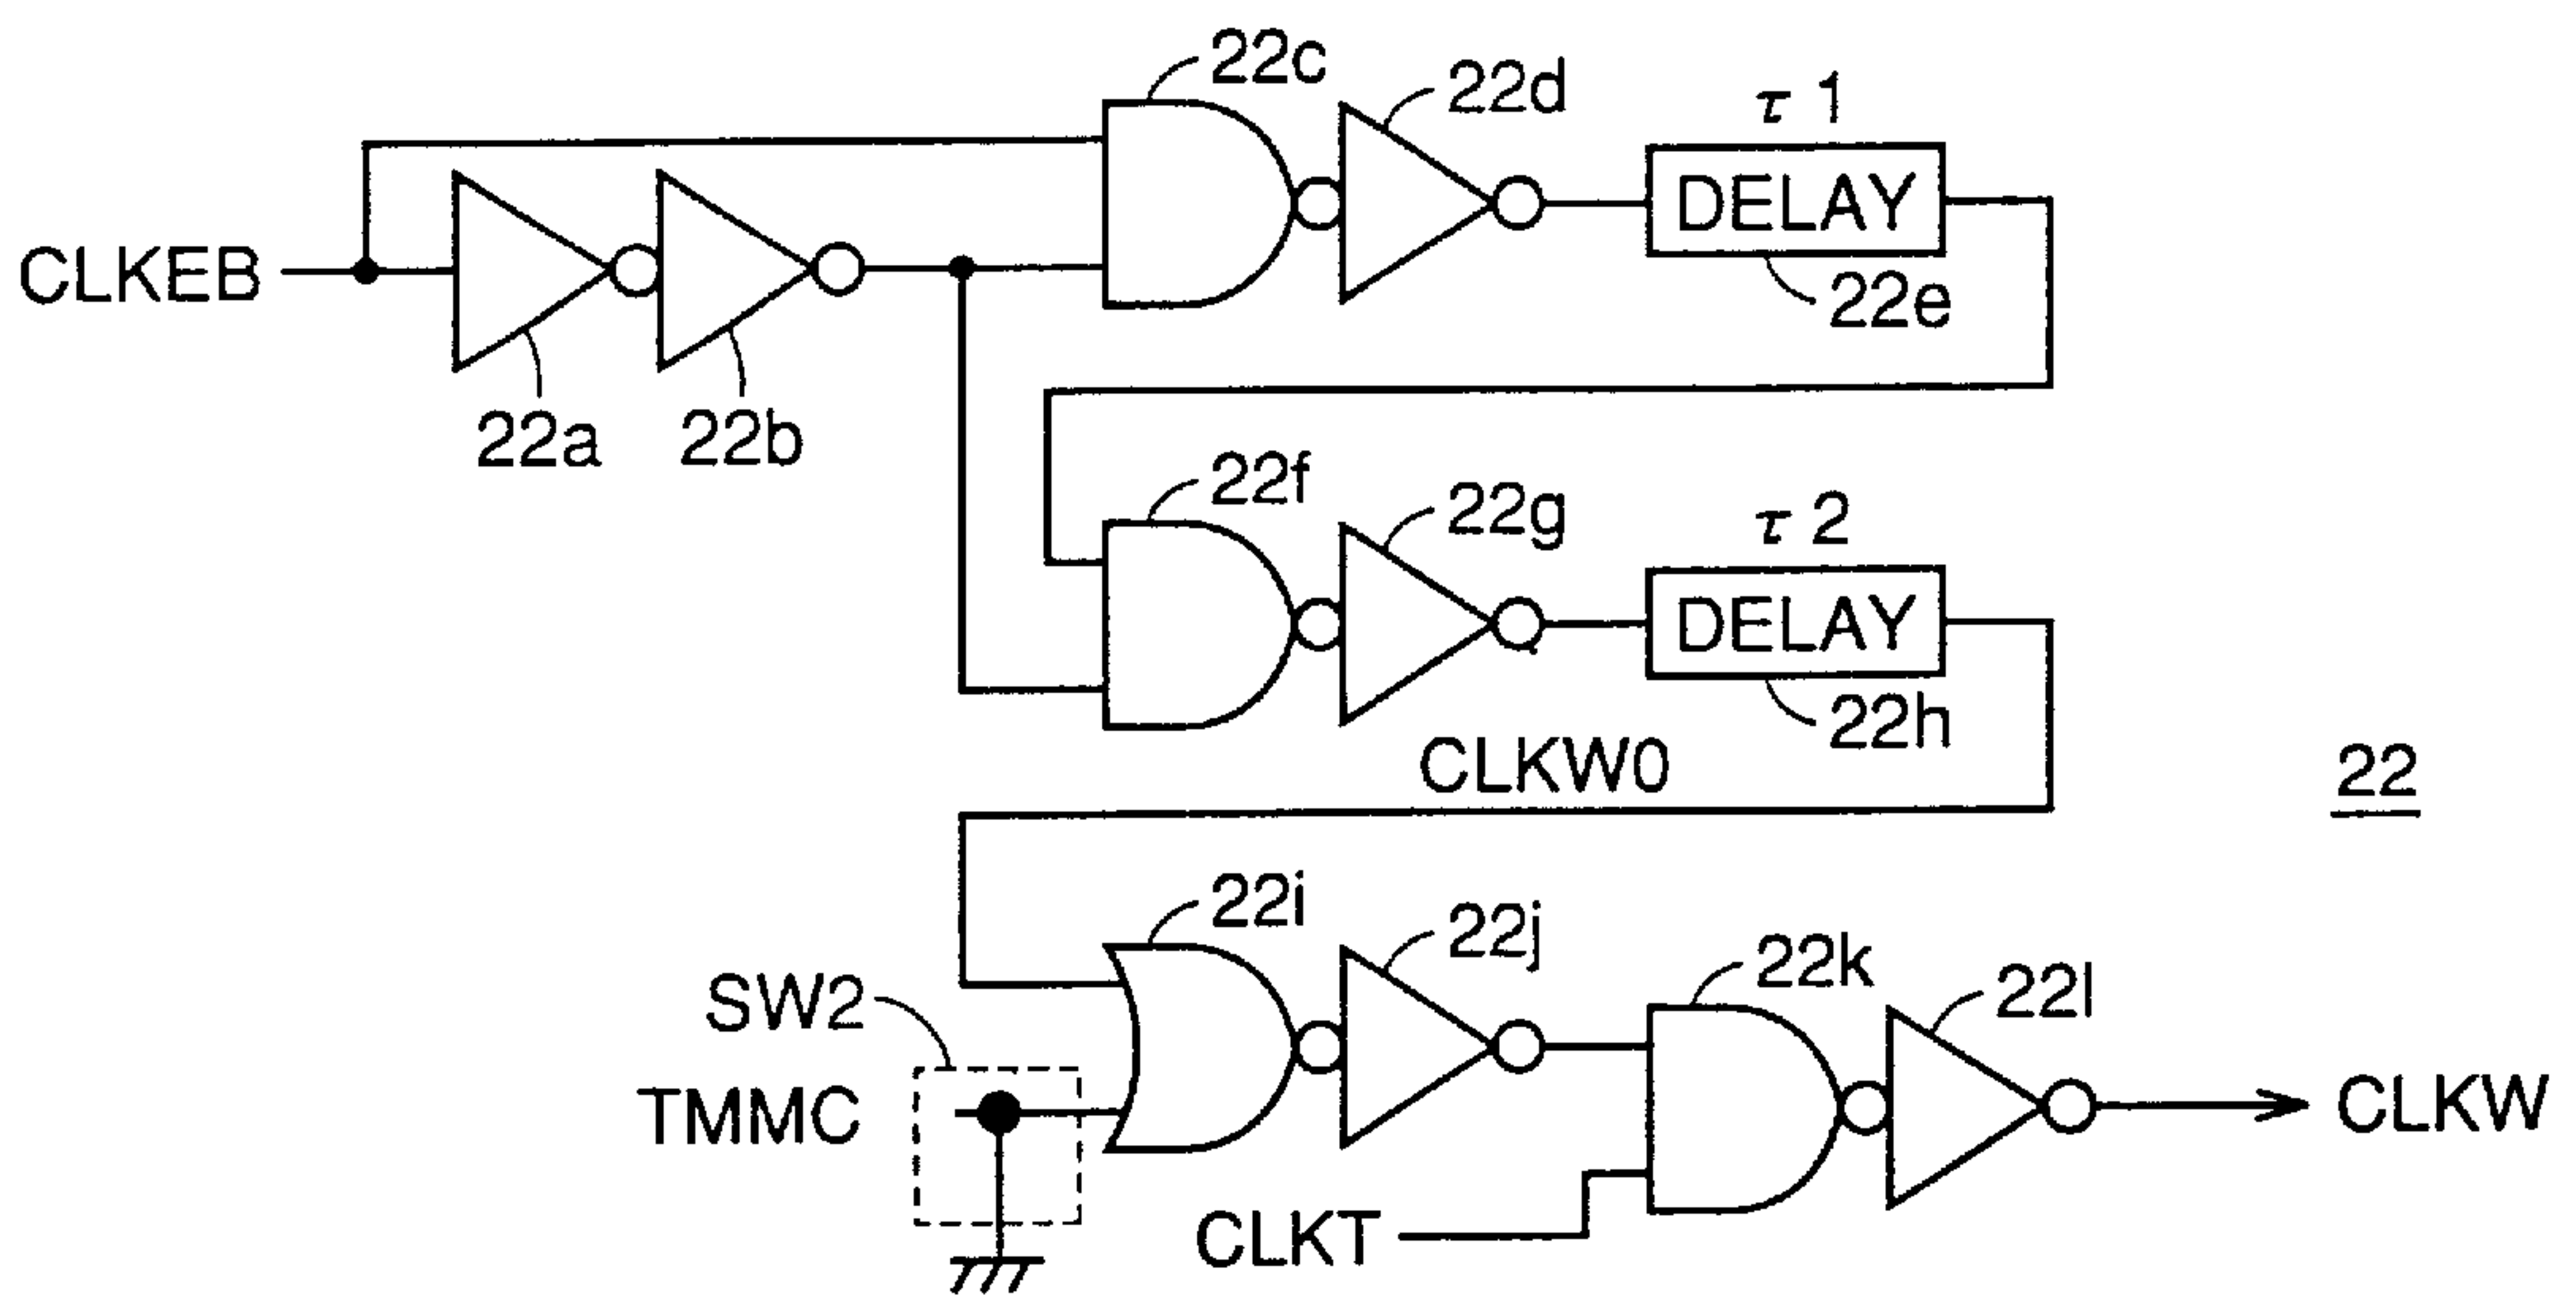 22c
22d
τ 1
DELAY
22e
CLKEB
22a
22b
22f
22g
τ 2
DELAY
22h
CLKW0
22
22i
22j
22k
22l
SW2
TMMC
CLKT
CLKW